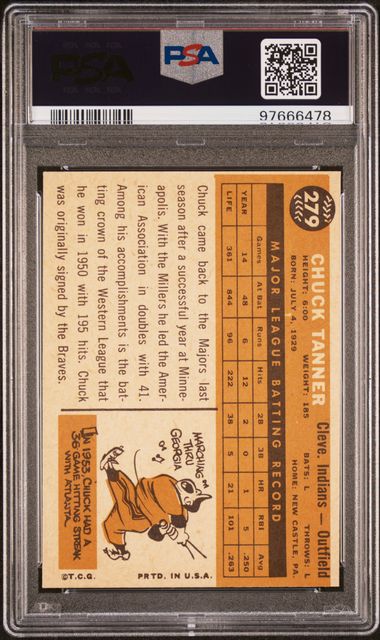 PSA
PSA
97666478
279
CHUCK TANNER
Cleve. Indians — Outfield
HEIGHT: 6:00 WEIGHT: 185 BATS: L THROWS: L
BORN: JULY 4, 1929 HOME: NEW CASTLE, PA.
MAJOR LEAGUE BATTING RECORD
Games At Bat Runs Hits 2B 3B HR RBI Avg
YEAR 14 48 6 12 2 0 1 5 .250
LIFE 361 844 96 222 38 5 21 101 .263
Chuck came back to the Majors last
season after a successful year at Minne-
apolis. With the Millers he led the Amer-
ican Association in doubles with 41.
Among his accomplishments is the bat-
ting crown of the Western League that
he won in 1950 with 195 hits. Chuck
was originally signed by the Braves.
MARCHING
THRU
GEORGIA
IN 1953 CHUCK HAD A
36 GAME HITTING STREAK
WITH ATLANTA.
©T.C.G. PRTD. IN U.S.A.